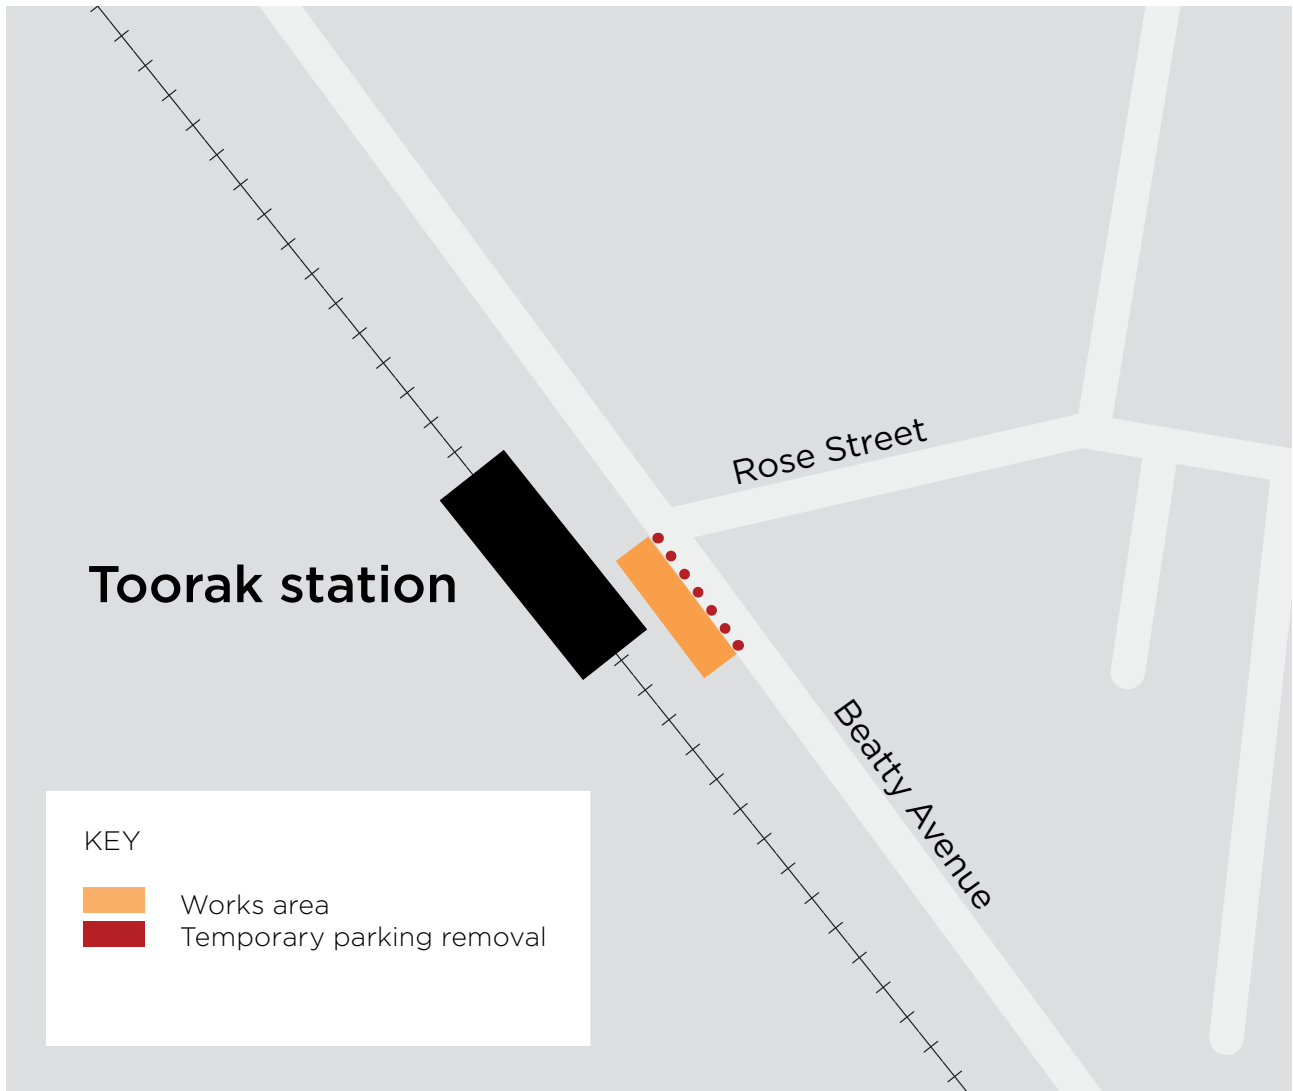 Rose Street
Toorak station
Beatty Avenue
KEY
Works area
Temporary parking removal